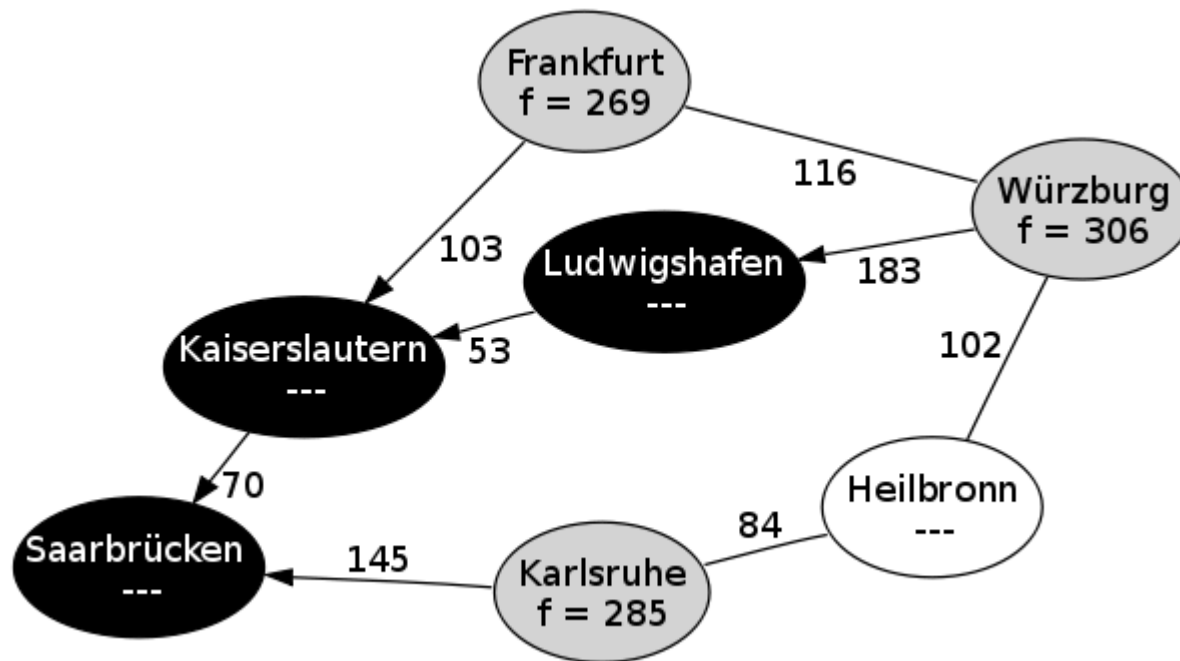 Frankfurt
f = 269
116
Würzburg
f = 306
103
Ludwigshafen
---
183
Kaiserslautern
---
53
102
70
Heilbronn
---
84
Saarbrücken
---
145
Karlsruhe
f = 285